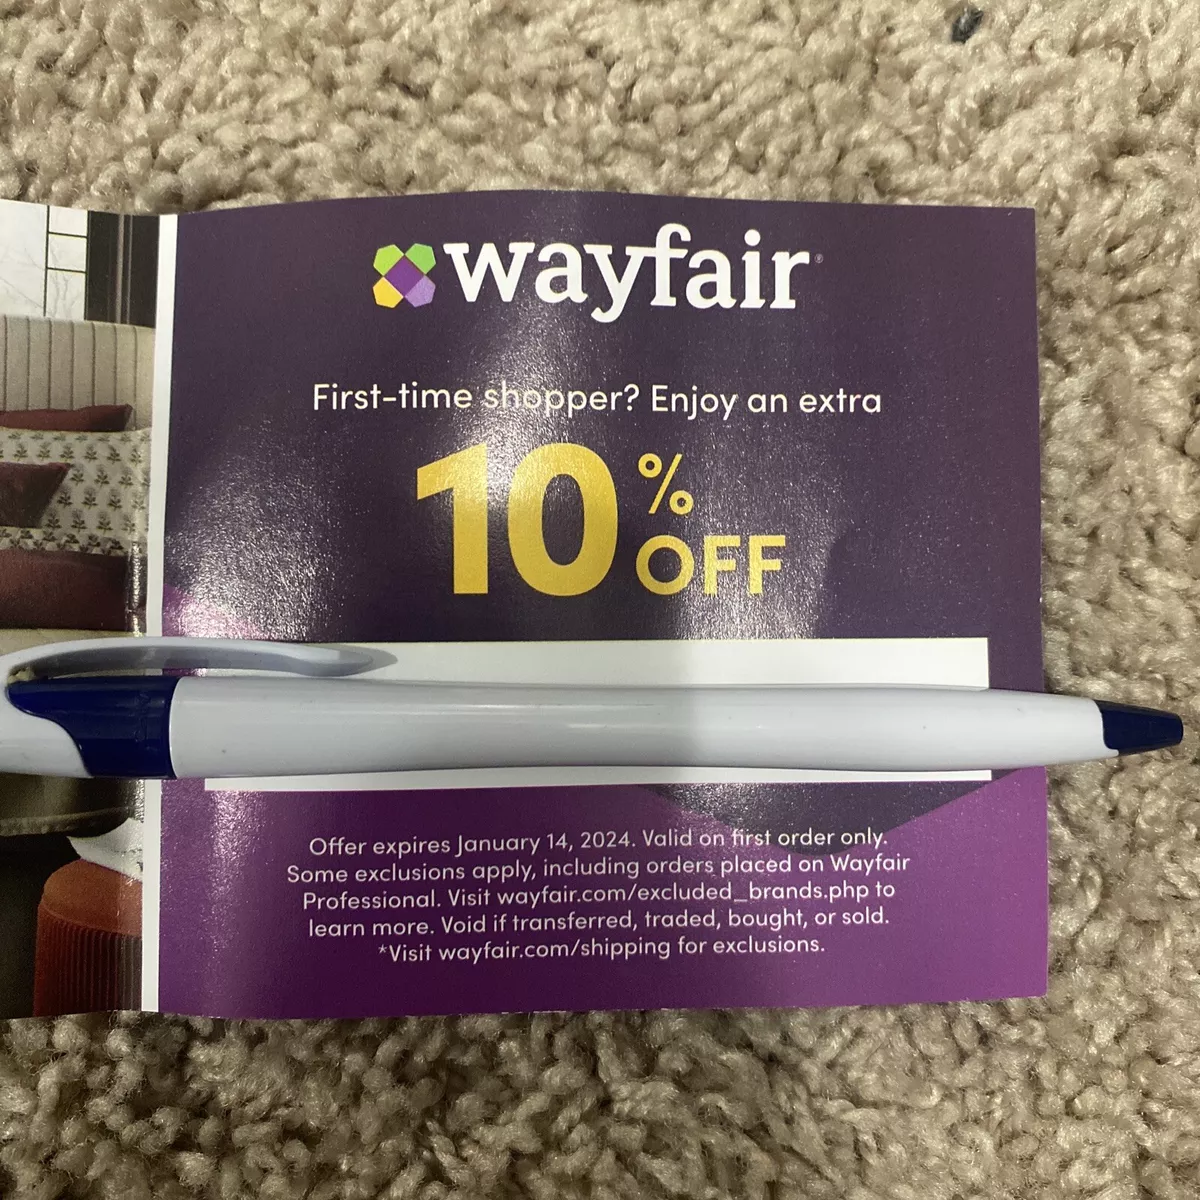 wayfair®
First-time shopper? Enjoy an extra
10%
OFF
Offer expires January 14, 2024. Valid on first order only.
Some exclusions apply, including orders placed on Wayfair
Professional. Visit wayfair.com/excluded_brands.php to
learn more. Void if transferred, traded, bought, or sold.
*Visit wayfair.com/shipping for exclusions.